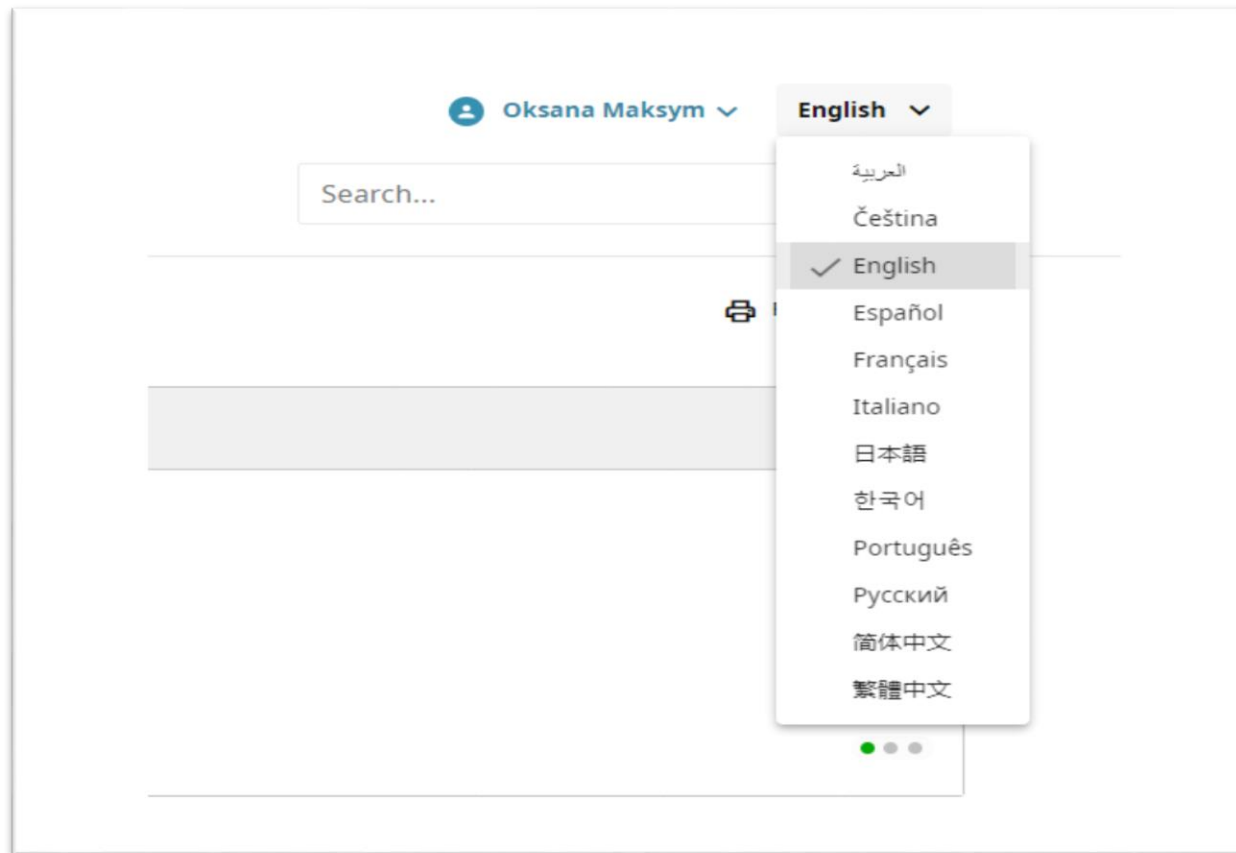 Oksana Maksym
English
Search...
العربية
Čeština
English
Español
Français
Italiano
日本語
한국어
Português
Русский
简体中文
繁體中文